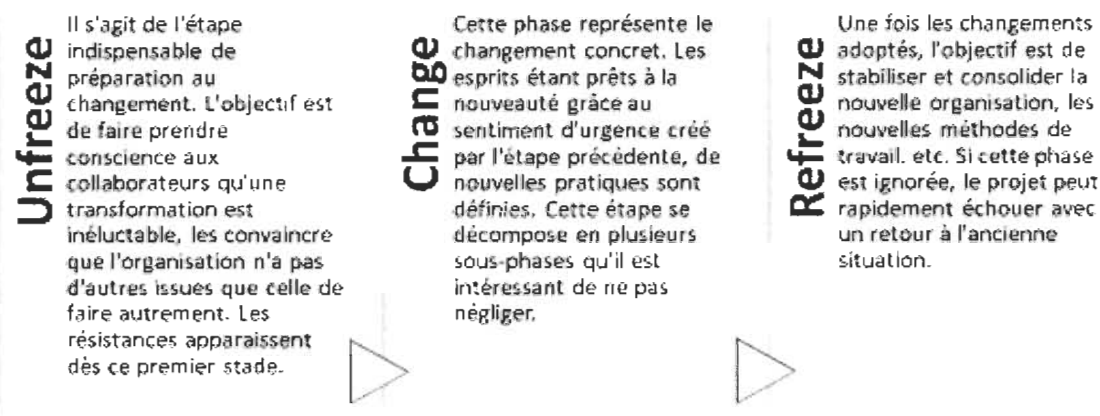 Unfreeze
Il s'agit de l'étape
indispensable de
préparation au
changement. L'objectif est
de faire prendre
conscience aux
collaborateurs qu'une
transformation est
inéluctable, les convaincre
que l'organisation n'a pas
d'autres issues que celle de
faire autrement. Les
résistances apparaissent
dès ce premier stade.
Change
Cette phase représente le
changement concret. Les
esprits étant prêts à la
nouveauté grâce au
sentiment d'urgence créé
par l'étape précédente, de
nouvelles pratiques sont
définies. Cette étape se
décompose en plusieurs
sous-phases qu'il est
intéressant de ne pas
négliger.
Refreeze
Une fois les changements
adoptés, l'objectif est de
stabiliser et consolider la
nouvelle organisation, les
nouvelles méthodes de
travail. etc. Si cette phase
est ignorée, le projet peut
rapidement échouer avec
un retour à l'ancienne
situation.